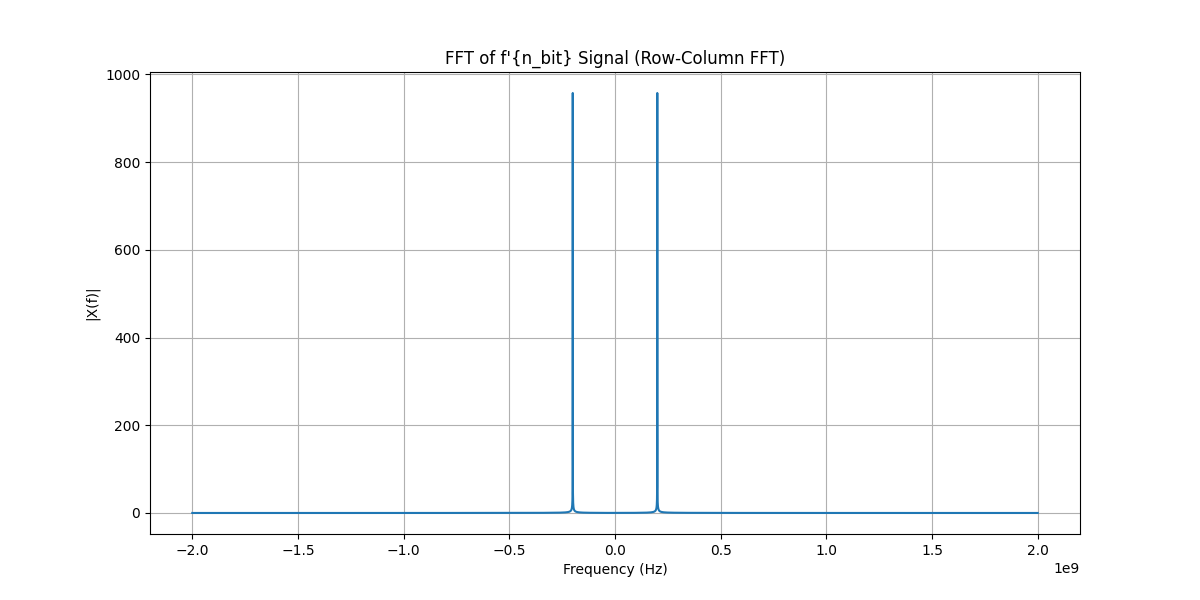 FFT of f'{n_bit} Signal (Row-Column FFT)
1000
800
600
400
200
0
|X(f)|
−2.0 −1.5 −1.0 −0.5 0.0 0.5 1.0 1.5 2.0
1e9
Frequency (Hz)